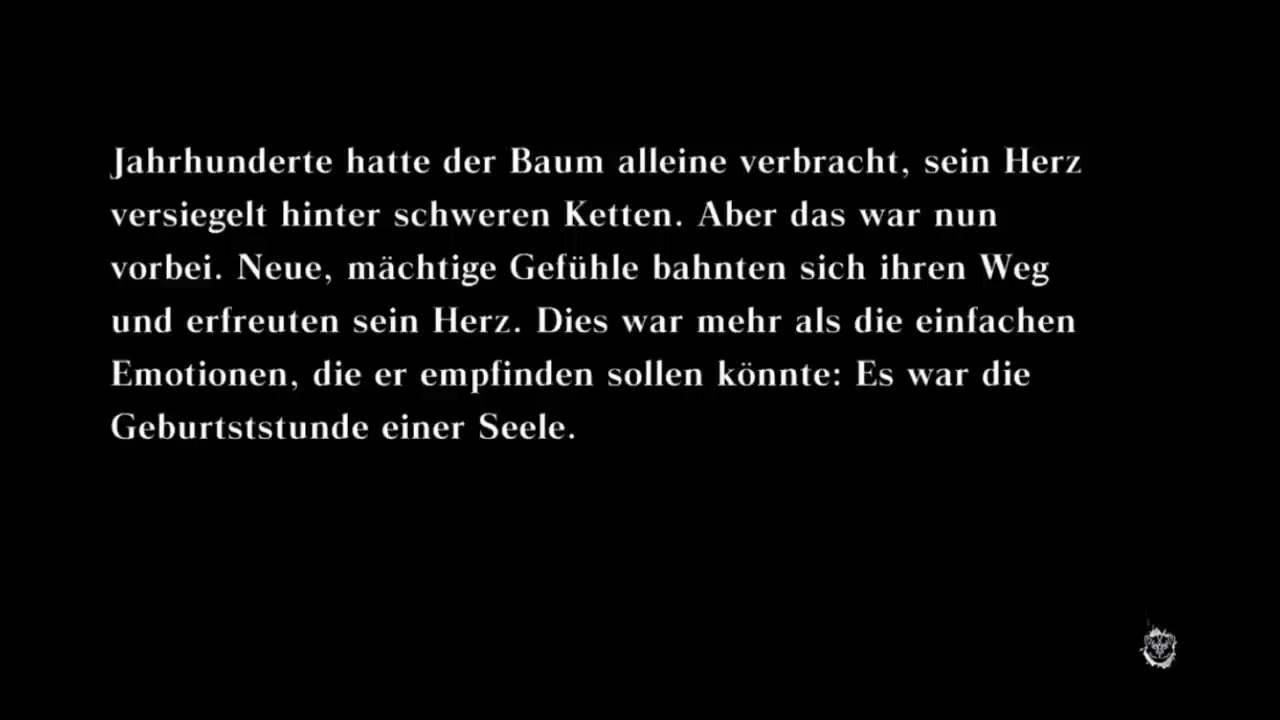 Jahrhunderte hatte der Baum alleine verbracht, sein Herz
versiegelt hinter schweren Ketten. Aber das war nun
vorbei. Neue, mächtige Gefühle bahnten sich ihren Weg
und erfreuten sein Herz. Dies war mehr als die einfachen
Emotionen, die er empfinden sollen könnte: Es war die
Geburtststunde einer Seele.